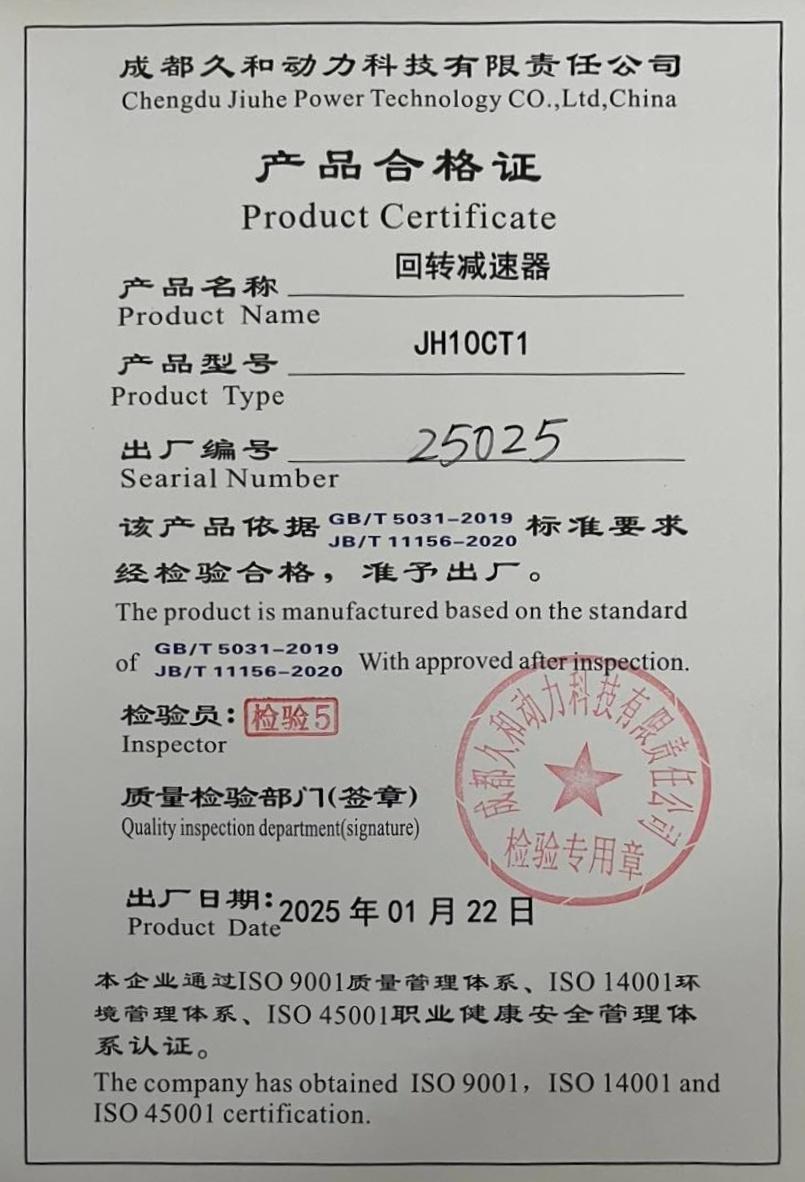 成都久和动力科技有限责任公司
Chengdu Jiuhe Power Technology CO.,Ltd,China
产品合格证
Product Certificate
产品名称 回转减速器
Product Name
产品型号 JH10CT1
Product Type
出厂编号 25025
Searial Number
该产品依据 GB/T 5031-2019 标准要求
JB/T 11156-2020
经检验合格，准予出厂。
The product is manufactured based on the standard
of GB/T 5031-2019 With approved after inspection.
JB/T 11156-2020
检验员：检验5
Inspector
质量检验部门(签章)
Quality inspection department(signature)
成都久和动力科技有限责任公司
检验专用章
出厂日期：2025年01月22日
Product Date
本企业通过ISO 9001质量管理体系、ISO 14001环
境管理体系、ISO 45001职业健康安全管理体
系认证。
The company has obtained ISO 9001，ISO 14001 and
ISO 45001 certification.